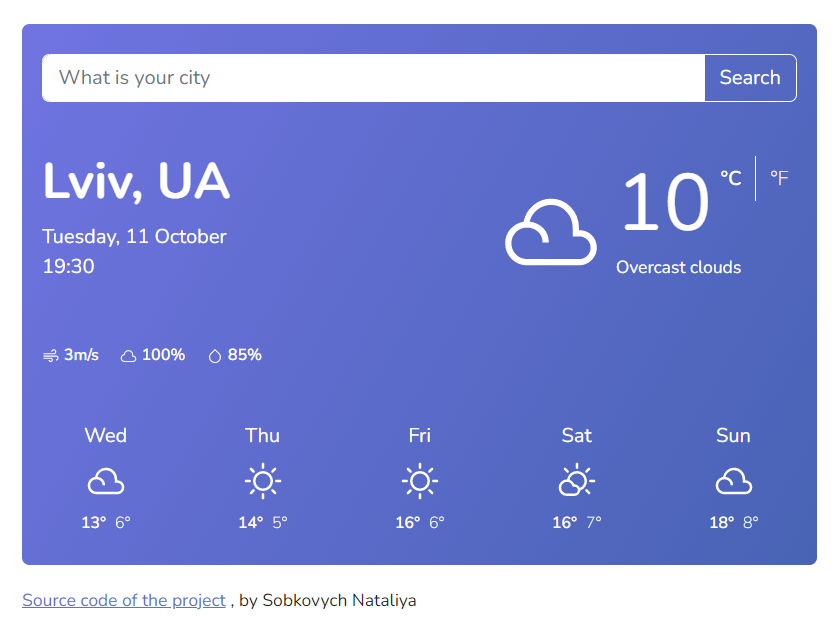 What is your city
Search
Lviv, UA
Tuesday, 11 October
19:30
10 °C °F
Overcast clouds
3m/s 100% 85%
Wed Thu Fri Sat Sun
13° 6° 14° 5° 16° 6° 16° 7° 18° 8°
Source code of the project , by Sobkovych Nataliya